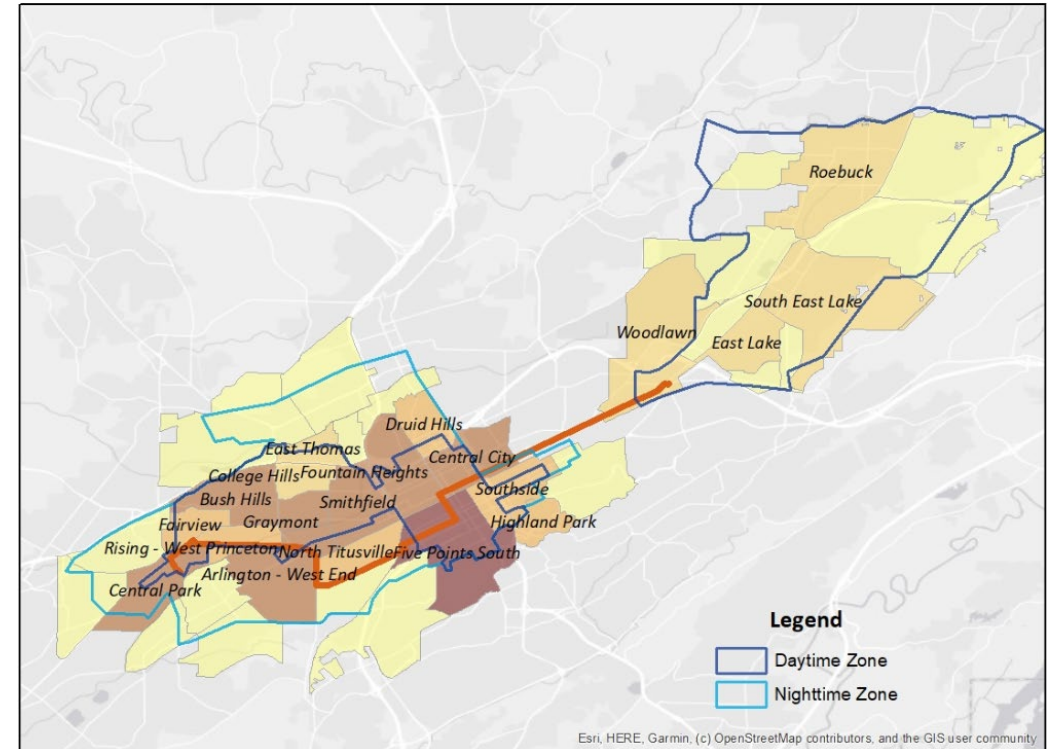 Roebuck
South East Lake
Woodlawn
East Lake
Druid Hills
East Thomas
Central City
College Hills
Fountain Heights
Southside
Bush Hills
Smithfield
Fairview
Graymont
Highland Park
Rising - West Princeton
North Titusville
Five Points South
Arlington - West End
Central Park
Legend
Daytime Zone
Nighttime Zone
Esri, HERE, Garmin, (c) OpenStreetMap contributors, and the GIS user community